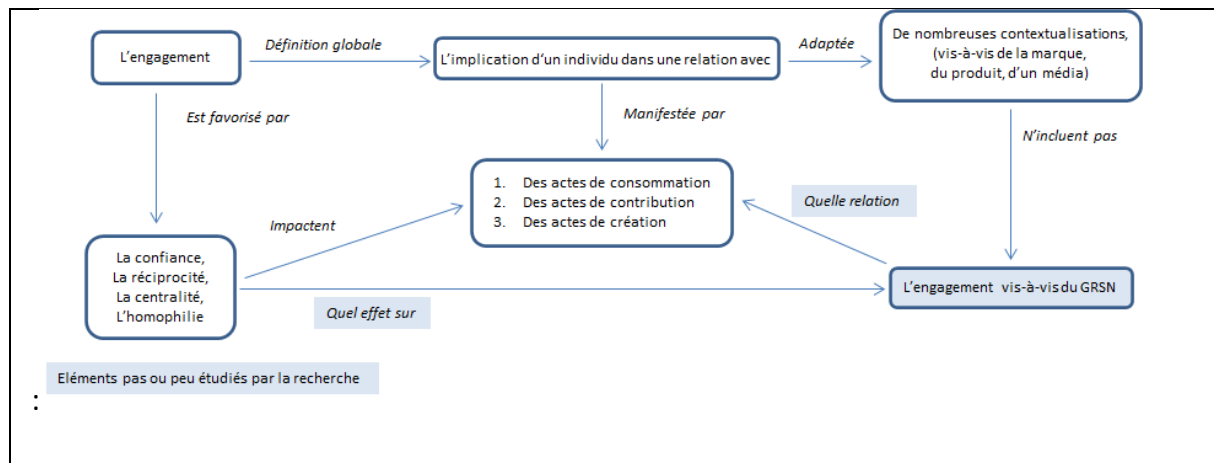 L'engagement
Définition globale
L'implication d'un individu dans une relation avec
Adaptée
De nombreuses contextualisations,
(vis-à-vis de la marque,
du produit, d'un média)
Est favorisé par
Manifestée par
N'incluent pas
1. Des actes de consommation
2. Des actes de contribution
3. Des actes de création
Quelle relation
Impactent
La confiance,
La réciprocité,
La centralité,
L'homophilie
Quel effet sur
L'engagement vis-à-vis du GRSN
Eléments pas ou peu étudiés par la recherche
: